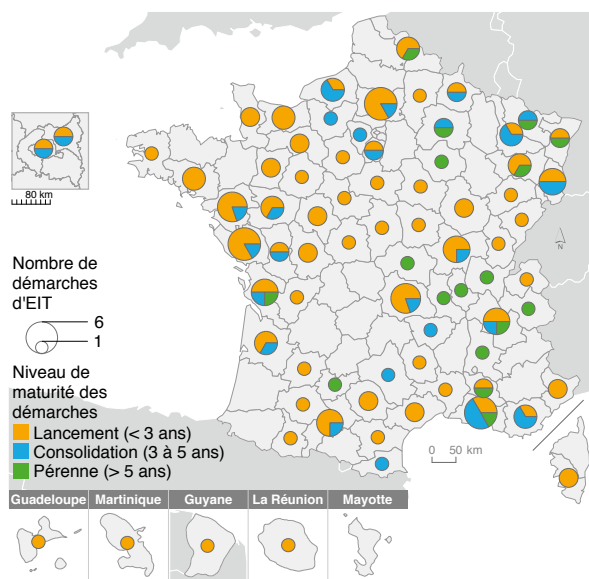 80 km
N
Nombre de
démarches
d'EIT
6
1
Niveau de
maturité des
démarches
Lancement (< 3 ans)
Consolidation (3 à 5 ans)
Pérenne (> 5 ans)
0 50 km
Guadeloupe Martinique Guyane La Réunion Mayotte